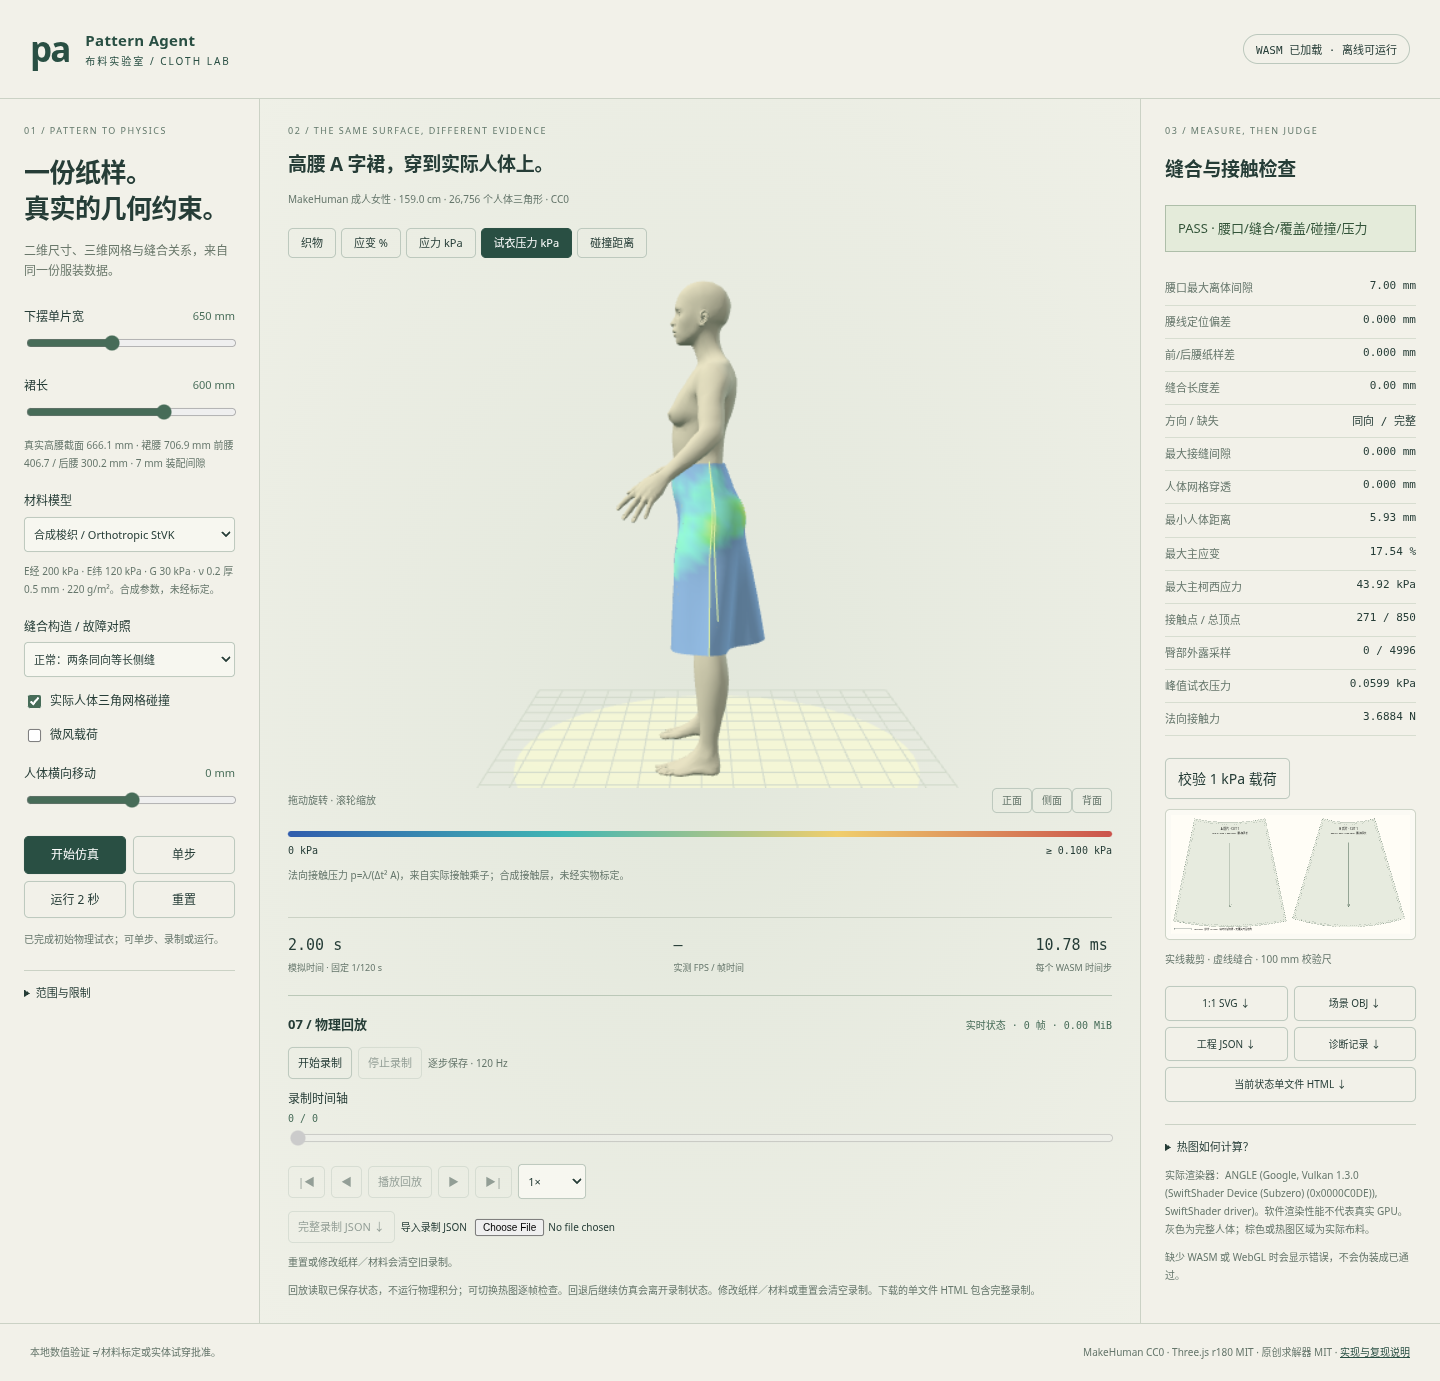 pa
Pattern Agent
布料实验室 / CLOTH LAB
WASM 已加载 · 离线可运行
01 / PATTERN TO PHYSICS
一份纸样。
真实的几何约束。
二维尺寸、三维网格与缝合关系，来自
同一份服装数据。
下摆单片宽 650 mm
裙长 600 mm
真实高腰截面 666.1 mm · 裙腰 706.9 mm 前腰
406.7 / 后腰 300.2 mm · 7 mm 装配间隙
材料模型
合成梭织 / Orthotropic StVK
E经 200 kPa · E纬 120 kPa · G 30 kPa · ν 0.2 厚
0.5 mm · 220 g/m²。合成参数，未经标定。
缝合构造 / 故障对照
正常：两条同向等长侧缝
实际人体三角网格碰撞
微风载荷
人体横向移动 0 mm
开始仿真 单步
运行 2 秒 重置
已完成初始物理试衣；可单步、录制或运行。
范围与限制
02 / THE SAME SURFACE, DIFFERENT EVIDENCE
高腰 A 字裙，穿到实际人体上。
MakeHuman 成人女性 · 159.0 cm · 26,756 个人体三角形 · CC0
织物 应变 % 应力 kPa 试衣压力 kPa 碰撞距离
拖动旋转 · 滚轮缩放 正面 侧面 背面
0 kPa ≥ 0.100 kPa
法向接触压力 p=λ/(Δt² A)，来自实际接触乘子；合成接触层，未经实物标定。
2.00 s — 10.78 ms
模拟时间 · 固定 1/120 s 实测 FPS / 帧时间 每个 WASM 时间步
07 / 物理回放 实时状态 · 0 帧 · 0.00 MiB
开始录制 停止录制 逐步保存 · 120 Hz
录制时间轴
0 / 0
|◀ ◀ 播放回放 ▶ ▶| 1×
完整录制 JSON ↓ 导入录制 JSON Choose File No file chosen
重置或修改纸样／材料会清空旧录制。
回放读取已保存状态，不运行物理积分；可切换热图逐帧检查。回退后继续仿真会离开录制状态。修改纸样／材料或重置会清空录制。下载的单文件 HTML 包含完整录制。
03 / MEASURE, THEN JUDGE
缝合与接触检查
PASS · 腰口/缝合/覆盖/碰撞/压力
腰口最大离体间隙 7.00 mm
腰线定位偏差 0.000 mm
前/后腰纸样差 0.000 mm
缝合长度差 0.00 mm
方向 / 缺失 同向 / 完整
最大接缝间隙 0.000 mm
人体网格穿透 0.000 mm
最小人体距离 5.93 mm
最大主应变 17.54 %
最大主柯西应力 43.92 kPa
接触点 / 总顶点 271 / 850
臀部外露采样 0 / 4996
峰值试衣压力 0.0599 kPa
法向接触力 3.6884 N
校验 1 kPa 载荷
实线裁剪 · 虚线缝合 · 100 mm 校验尺
1:1 SVG ↓ 场景 OBJ ↓
工程 JSON ↓ 诊断记录 ↓
当前状态单文件 HTML ↓
热图如何计算？
实际渲染器：ANGLE (Google, Vulkan 1.3.0
(SwiftShader Device (Subzero) (0x0000C0DE)),
SwiftShader driver)。软件渲染性能不代表真实 GPU。
灰色为完整人体；棕色或热图区域为实际布料。
缺少 WASM 或 WebGL 时会显示错误，不会伪装成已通
过。
本地数值验证 ≠ 材料标定或实体试穿批准。
MakeHuman CC0 · Three.js r180 MIT · 原创求解器 MIT · 实现与复现说明